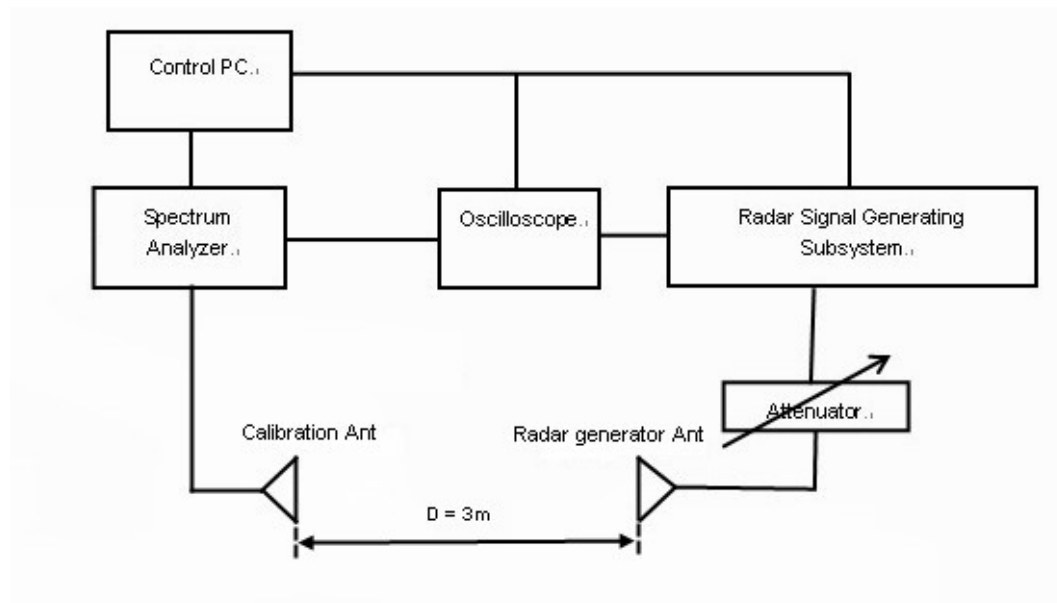 Control PC
Spectrum
Analyzer
Oscilloscope
Radar Signal Generating
Subsystem
Attenuator
Calibration Ant
Radar generator Ant
D = 3m